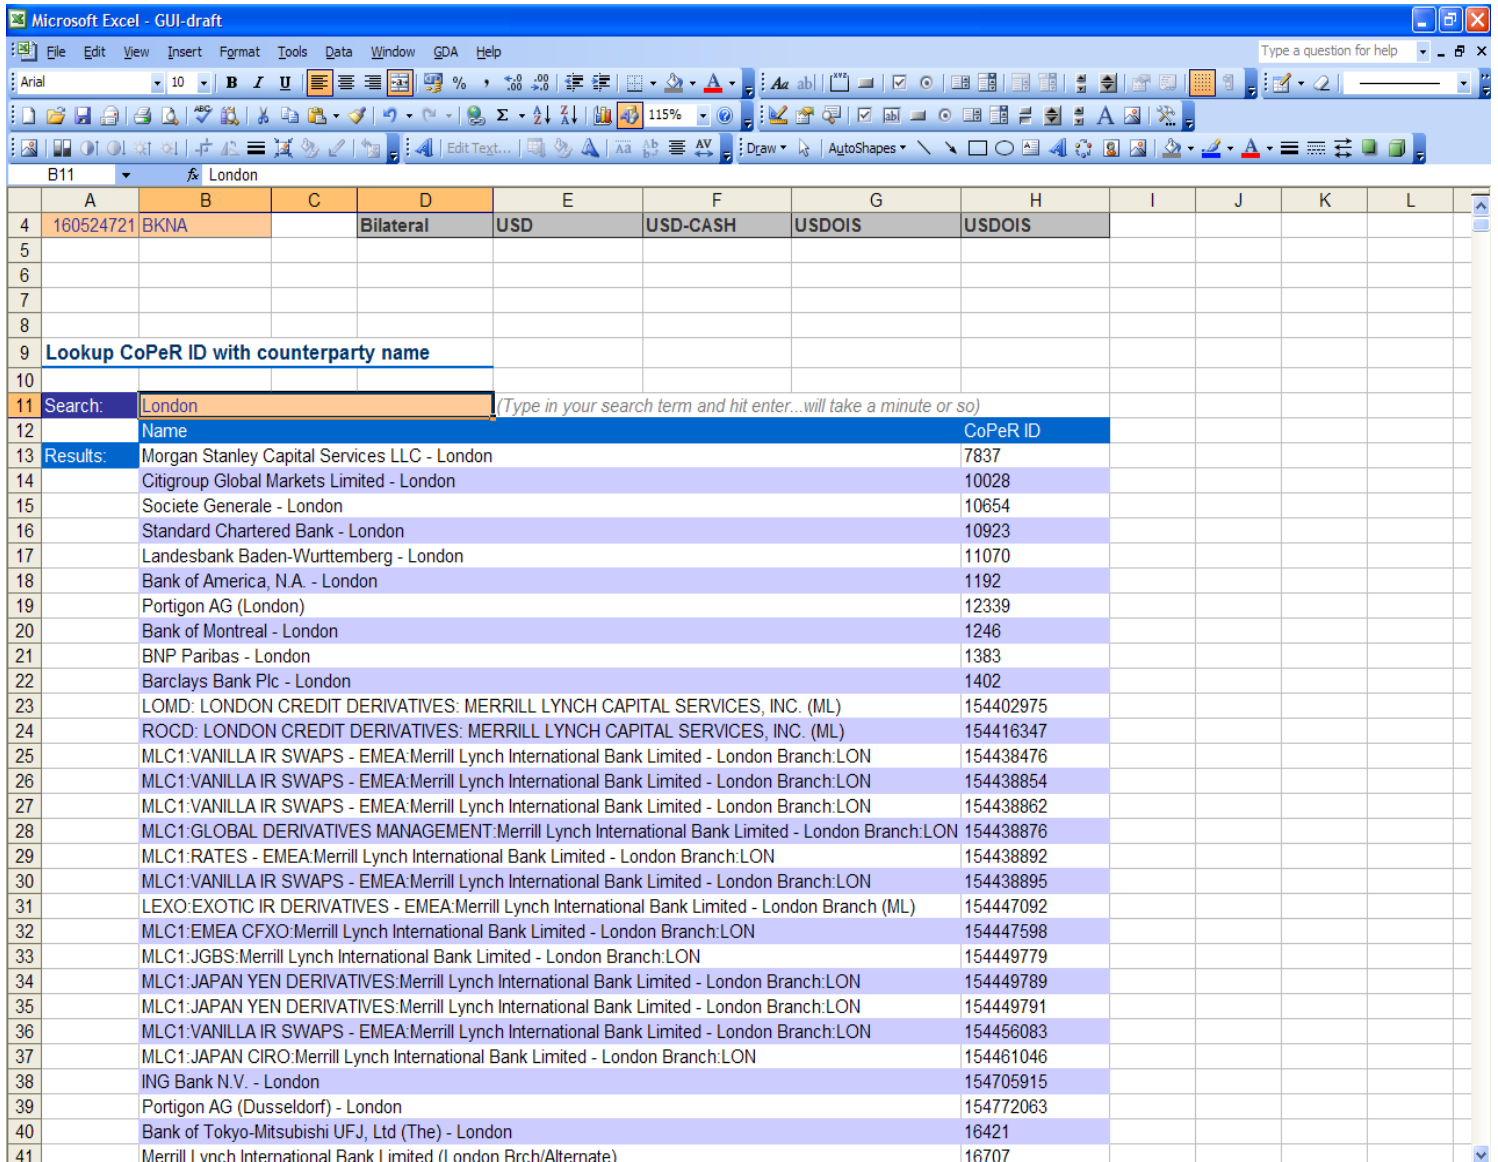 Microsoft Excel - GUI-draft
File Edit View Insert Format Tools Data Window GDA Help Type a question for help
Arial 10 B I U % ,
115%
Edit Text... Draw AutoShapes
B11 fx London
A B C D E F G H I J K L
4 160524721 BKNA Bilateral USD USD-CASH USDOIS USDOIS
5
6
7
8
9 Lookup CoPeR ID with counterparty name
10
11 Search: London (Type in your search term and hit enter...will take a minute or so)
12 Name CoPeR ID
13 Results: Morgan Stanley Capital Services LLC - London 7837
14 Citigroup Global Markets Limited - London 10028
15 Societe Generale - London 10654
16 Standard Chartered Bank - London 10923
17 Landesbank Baden-Wurttemberg - London 11070
18 Bank of America, N.A. - London 1192
19 Portigon AG (London) 12339
20 Bank of Montreal - London 1246
21 BNP Paribas - London 1383
22 Barclays Bank Plc - London 1402
23 LOMD: LONDON CREDIT DERIVATIVES: MERRILL LYNCH CAPITAL SERVICES, INC. (ML) 154402975
24 ROCD: LONDON CREDIT DERIVATIVES: MERRILL LYNCH CAPITAL SERVICES, INC. (ML) 154416347
25 MLC1:VANILLA IR SWAPS - EMEA:Merrill Lynch International Bank Limited - London Branch:LON 154438476
26 MLC1:VANILLA IR SWAPS - EMEA:Merrill Lynch International Bank Limited - London Branch:LON 154438854
27 MLC1:VANILLA IR SWAPS - EMEA:Merrill Lynch International Bank Limited - London Branch:LON 154438862
28 MLC1:GLOBAL DERIVATIVES MANAGEMENT:Merrill Lynch International Bank Limited - London Branch:LON 154438876
29 MLC1:RATES - EMEA:Merrill Lynch International Bank Limited - London Branch:LON 154438892
30 MLC1:VANILLA IR SWAPS - EMEA:Merrill Lynch International Bank Limited - London Branch:LON 154438895
31 LEXO:EXOTIC IR DERIVATIVES - EMEA:Merrill Lynch International Bank Limited - London Branch (ML) 154447092
32 MLC1:EMEA CFXO:Merrill Lynch International Bank Limited - London Branch:LON 154447598
33 MLC1:JGBS:Merrill Lynch International Bank Limited - London Branch:LON 154449779
34 MLC1:JAPAN YEN DERIVATIVES:Merrill Lynch International Bank Limited - London Branch:LON 154449789
35 MLC1:JAPAN YEN DERIVATIVES:Merrill Lynch International Bank Limited - London Branch:LON 154449791
36 MLC1:VANILLA IR SWAPS - EMEA:Merrill Lynch International Bank Limited - London Branch:LON 154456083
37 MLC1:JAPAN CIRO:Merrill Lynch International Bank Limited - London Branch:LON 154461046
38 ING Bank N.V. - London 154705915
39 Portigon AG (Dusseldorf) - London 154772063
40 Bank of Tokyo-Mitsubishi UFJ, Ltd (The) - London 16421
41 Merrill Lynch International Bank Limited (London Brch/Alternate) 16707